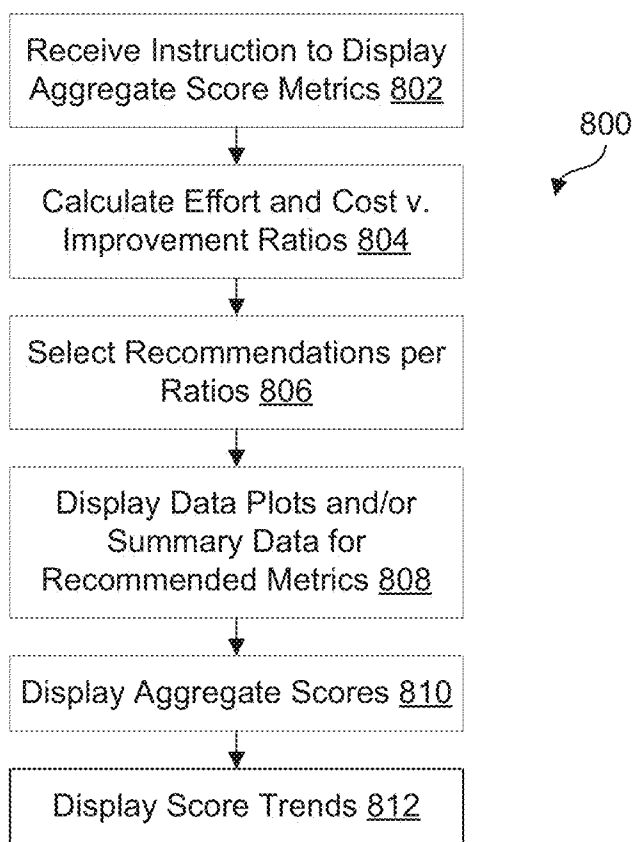 Receive Instruction to Display
Aggregate Score Metrics 802
800
Calculate Effort and Cost v.
Improvement Ratios 804
Select Recommendations per
Ratios 806
Display Data Plots and/or
Summary Data for
Recommended Metrics 808
Display Aggregate Scores 810
Display Score Trends 812